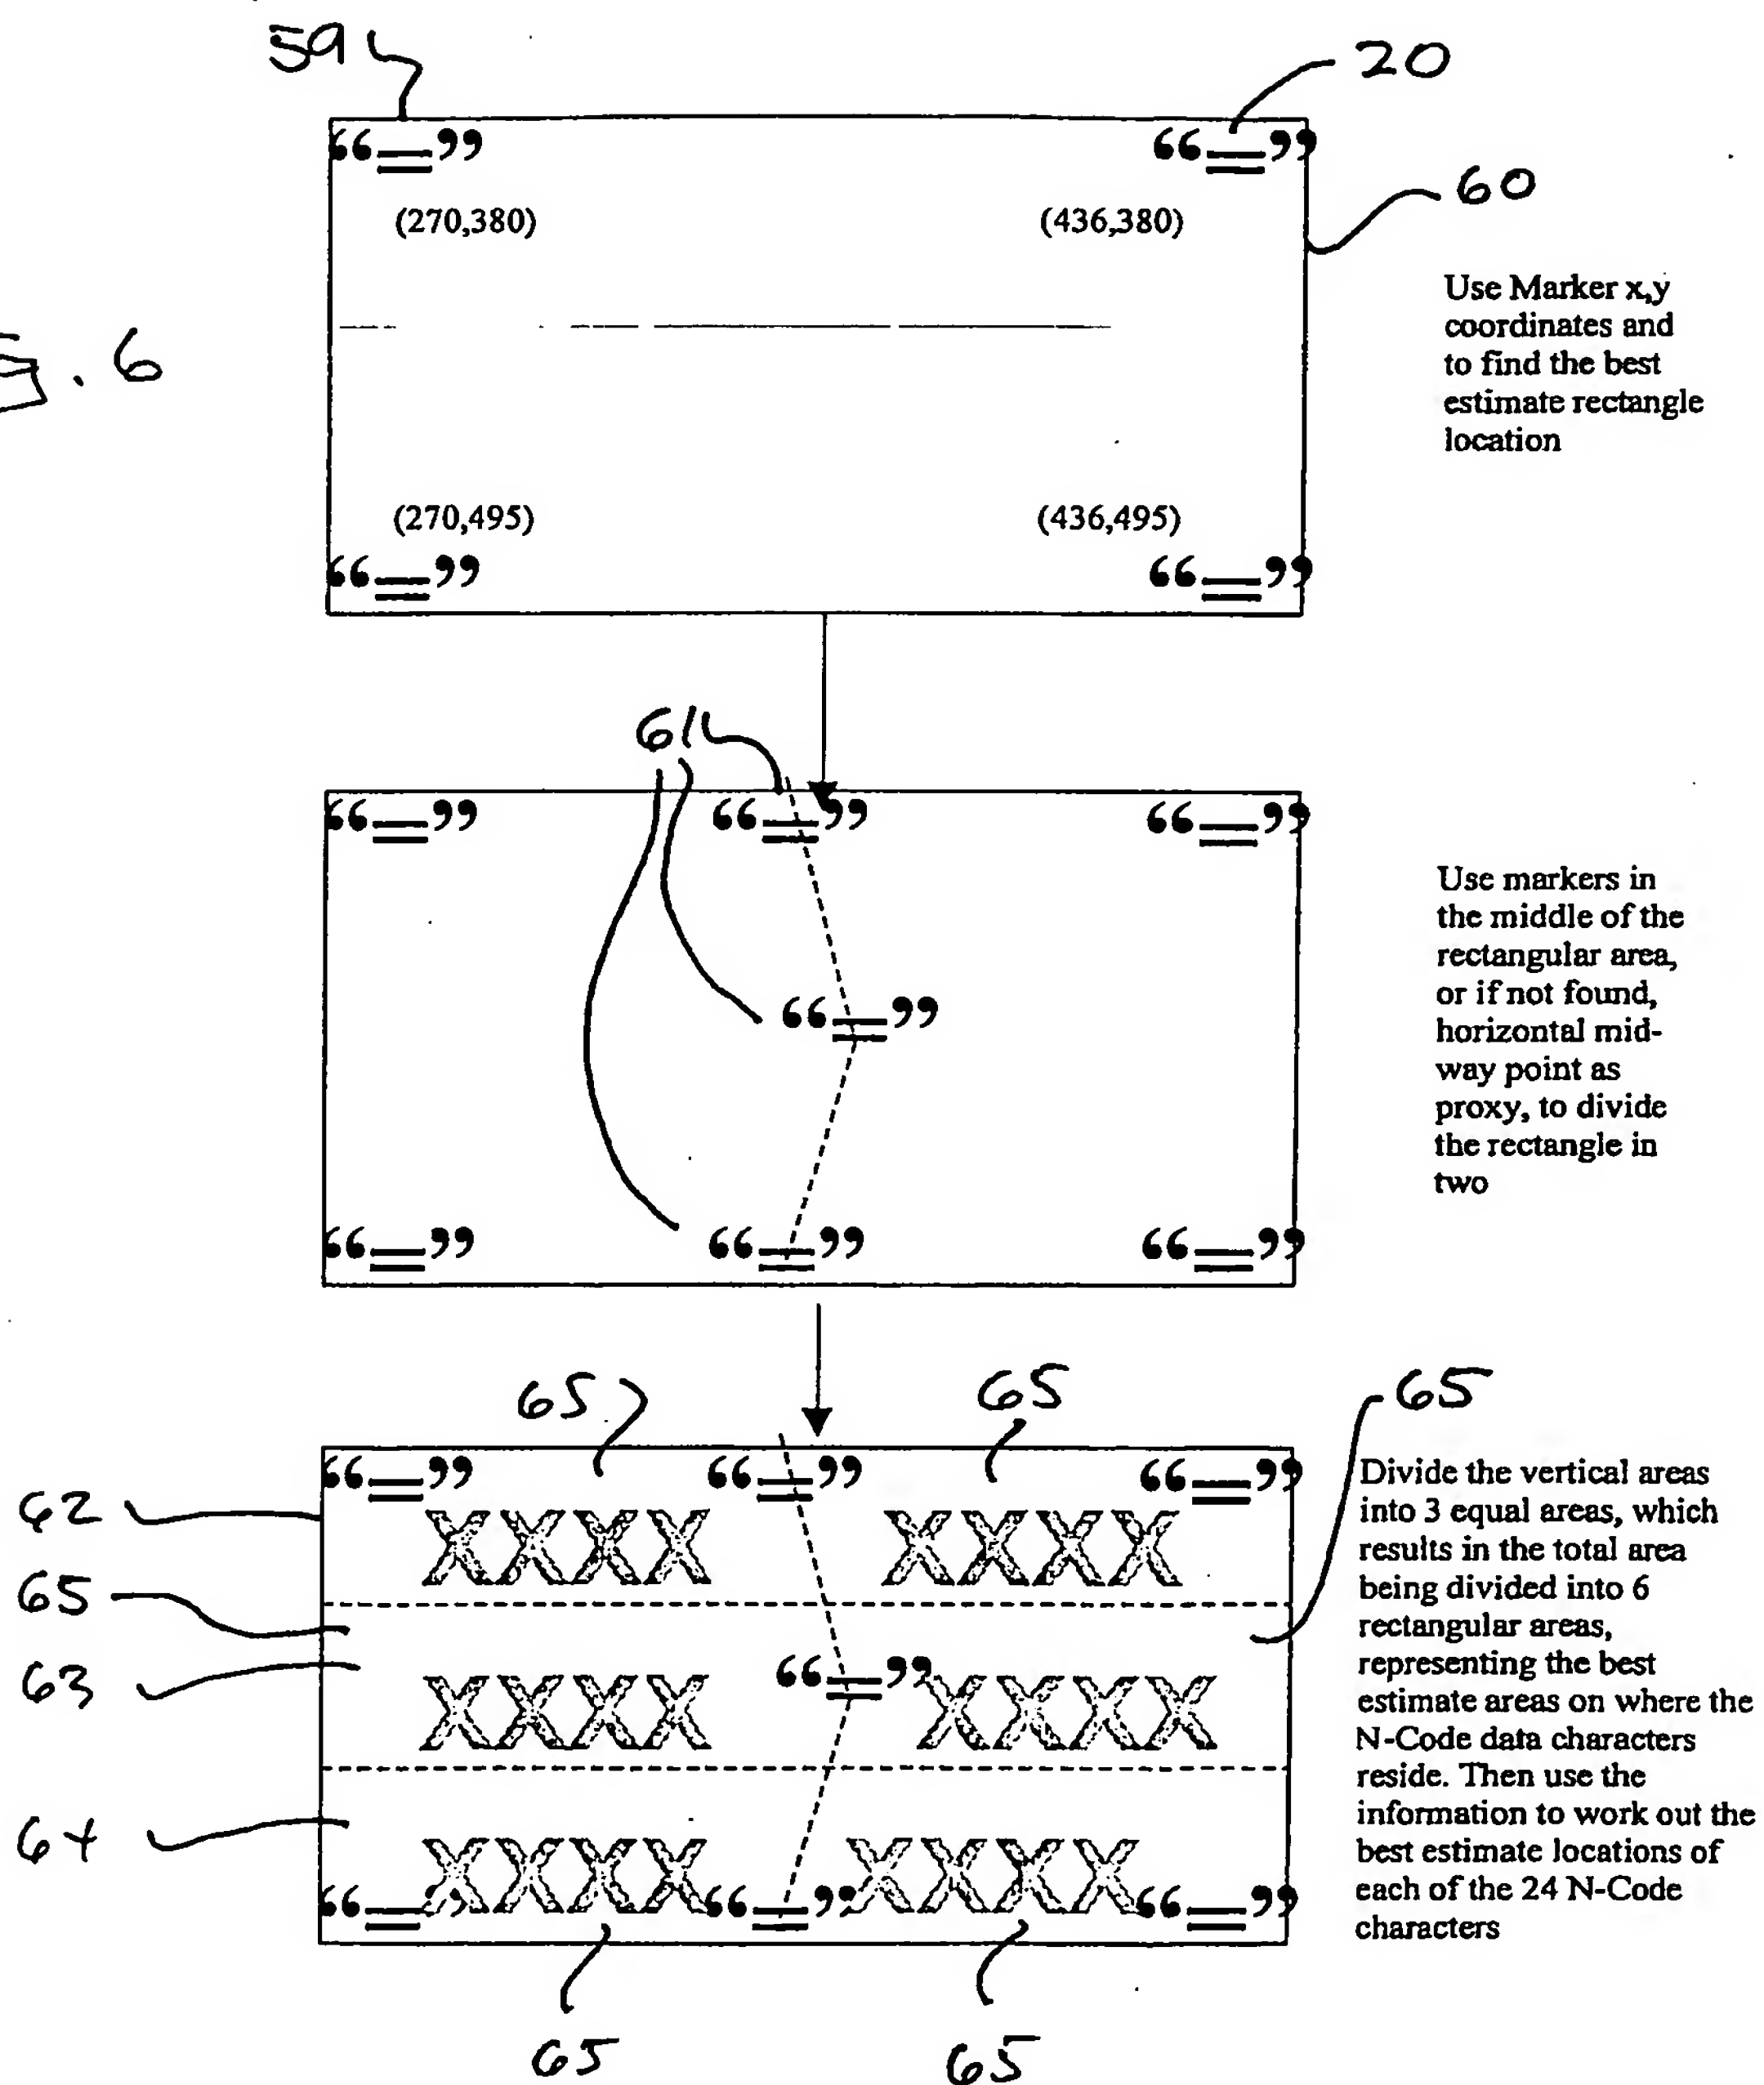 59 20
“=” “=”
60
(270,380) (436,380)
Use Marker x,y
coordinates and
to find the best
estimate rectangle
location
. 6
(270,495) (436,495)
“=” “=”
61
“=” “=” “=”
Use markers in
the middle of the
rectangular area,
or if not found,
horizontal mid-
way point as
proxy, to divide
the rectangle in
two
“=”
“=” “=” “=”
65 65 65
“=” “=” “=”
Divide the vertical areas
into 3 equal areas, which
results in the total area
being divided into 6
rectangular areas,
representing the best
estimate areas on where the
N-Code data characters
reside. Then use the
information to work out the
best estimate locations of
each of the 24 N-Code
characters
62
XXXX XXXX
65
63
“=”
XXXX XXXX
64
XXXX XXXX
“=” “=” “=”
65 65